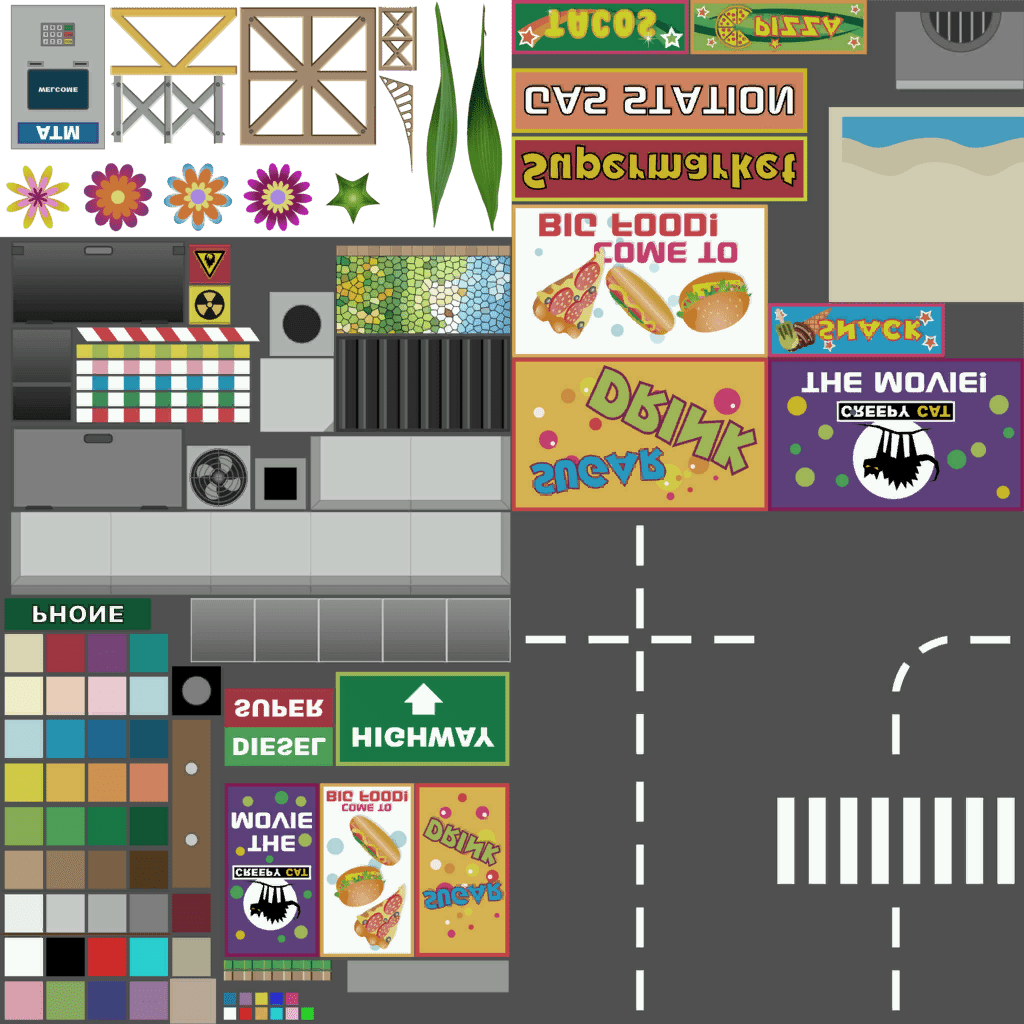 TACOS
PIZZA
WELCOME
ATM
GAS STATION
Supermarket
COME TO
BIG FOOD!
SNACK
DRINK
SUGAR
CREEPY CAT
THE MOVIE!
PHONE
SUPER
DIESEL
HIGHWAY
CREEPY CAT
THE
MOVIE
COME TO
BIG FOOD!
SUGAR
DRINK